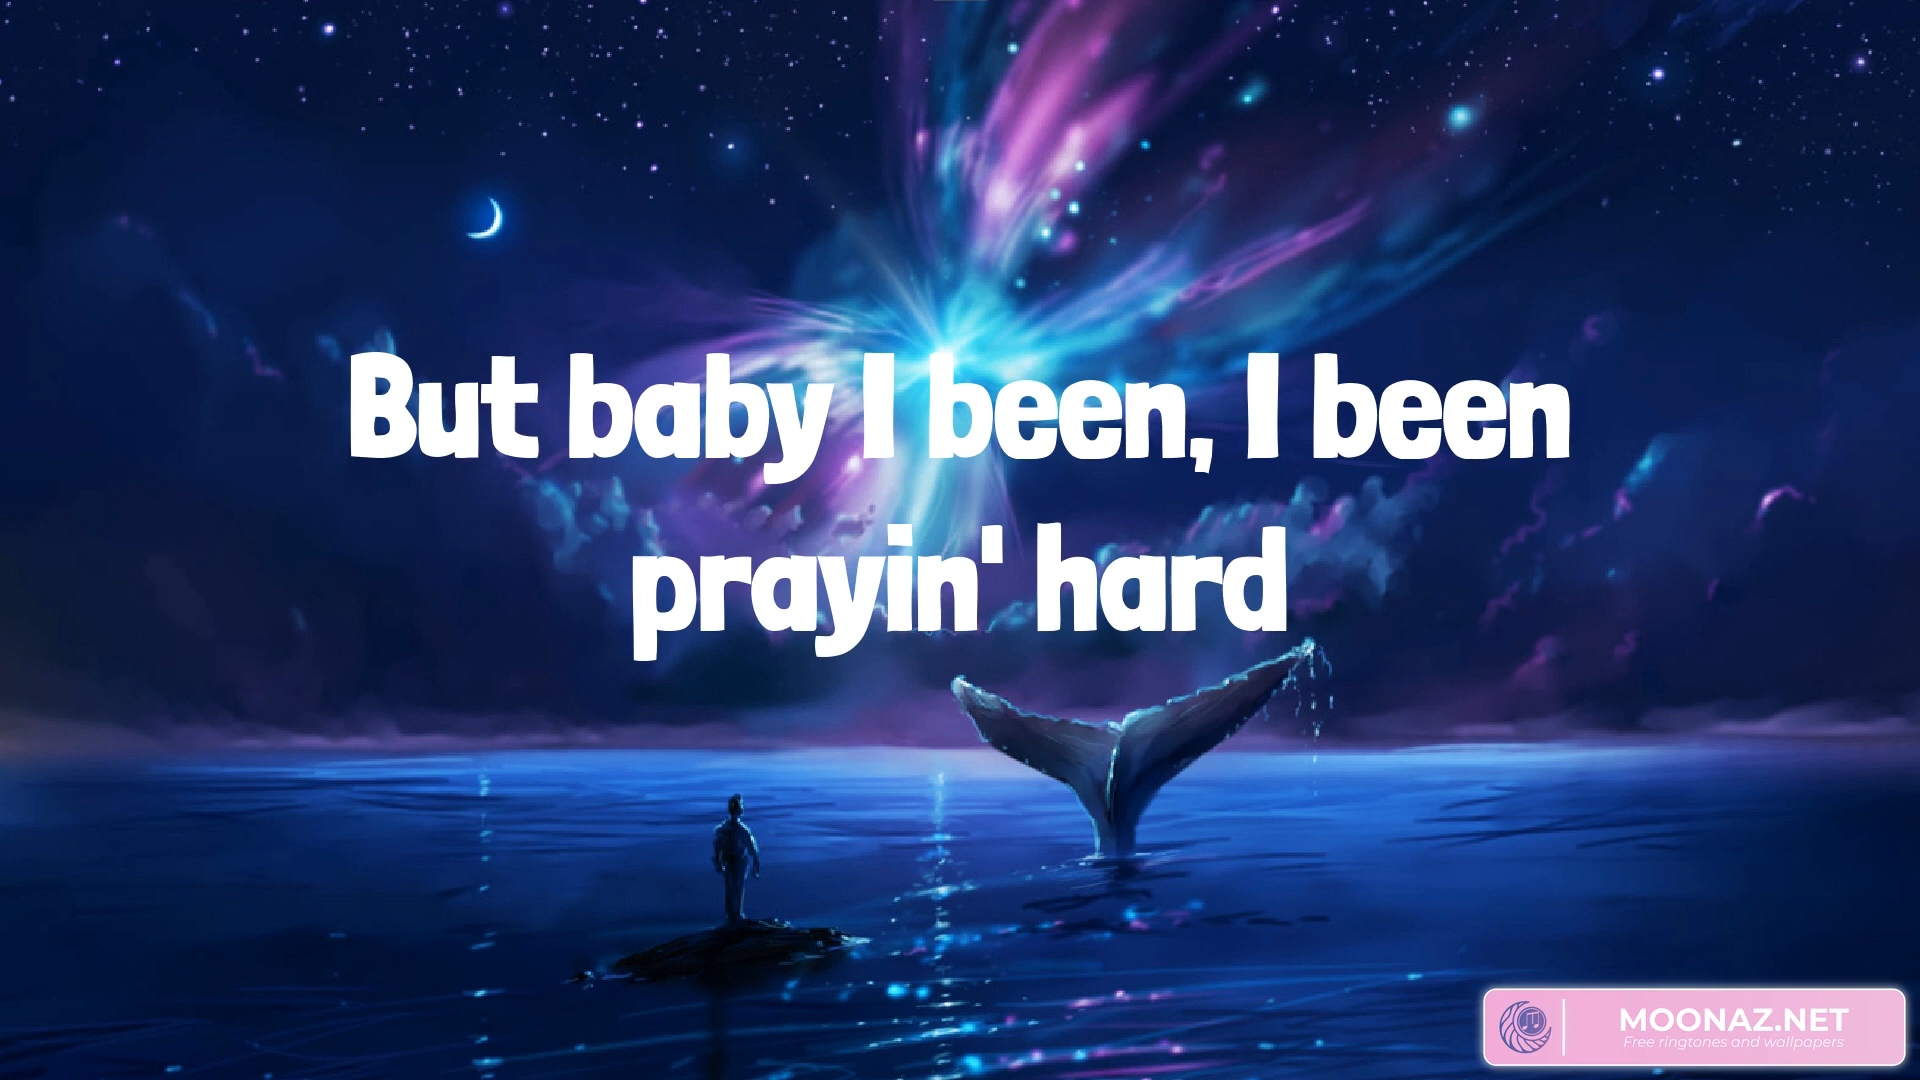 But baby I been, I been
prayin' hard
MOONAZ.NET
Free ringtones and wallpapers